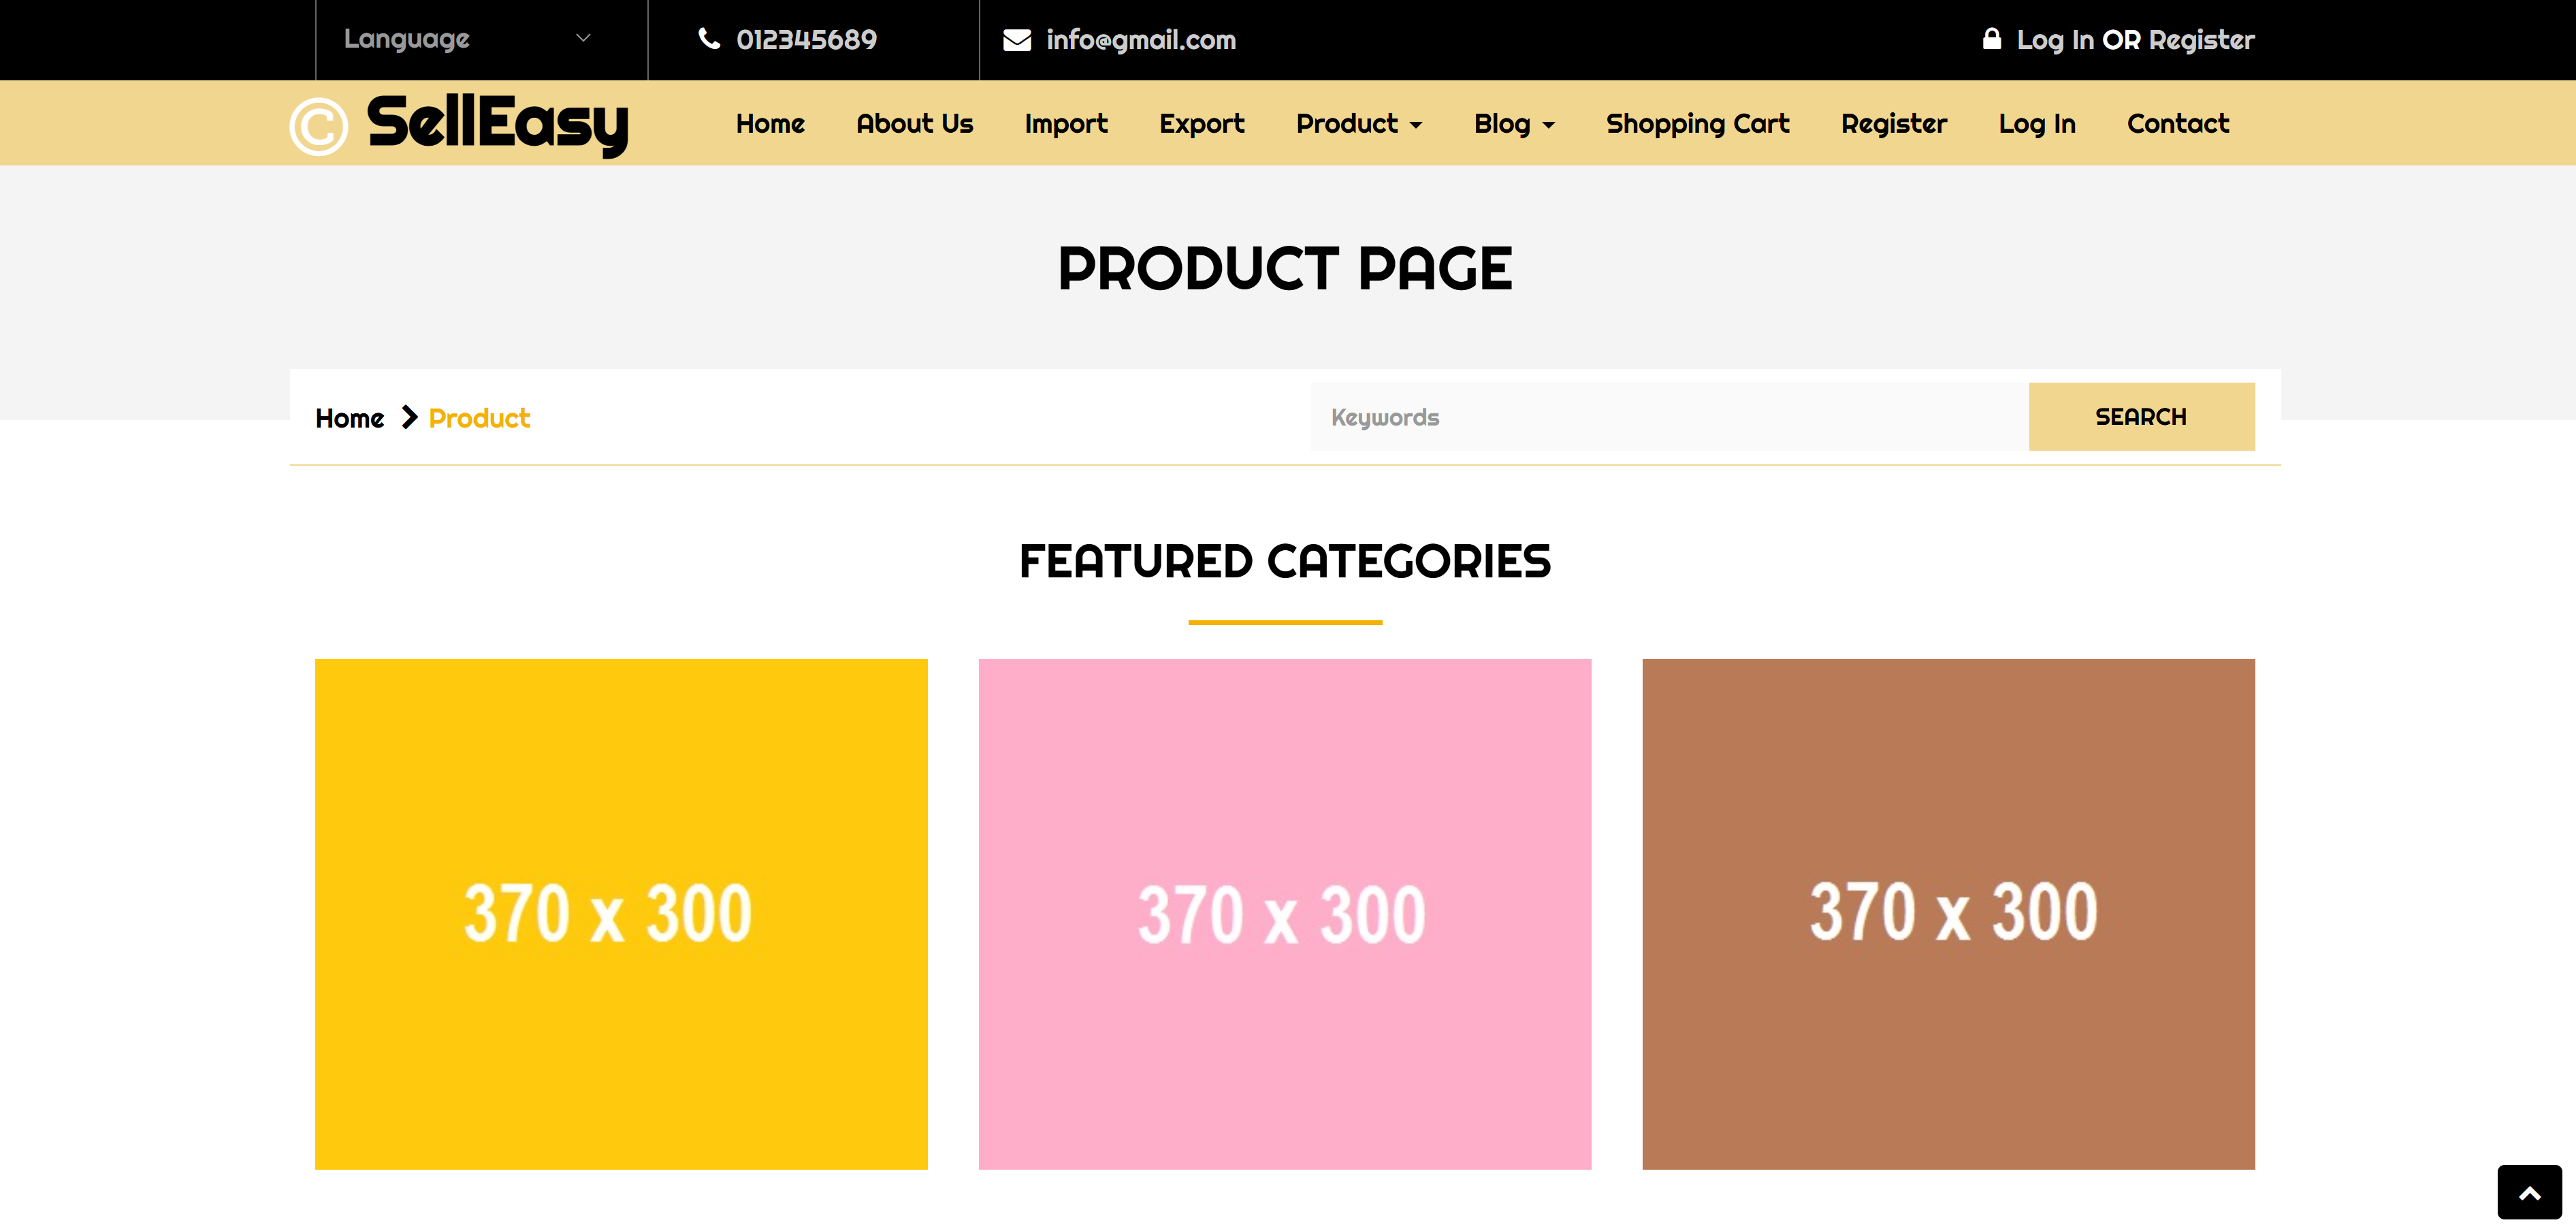 Language 012345689 info@gmail.com Log In OR Register
© SellEasy Home About Us Import Export Product Blog Shopping Cart Register Log In Contact
PRODUCT PAGE
Home Product Keywords SEARCH
FEATURED CATEGORIES
370 x 300 370 x 300 370 x 300